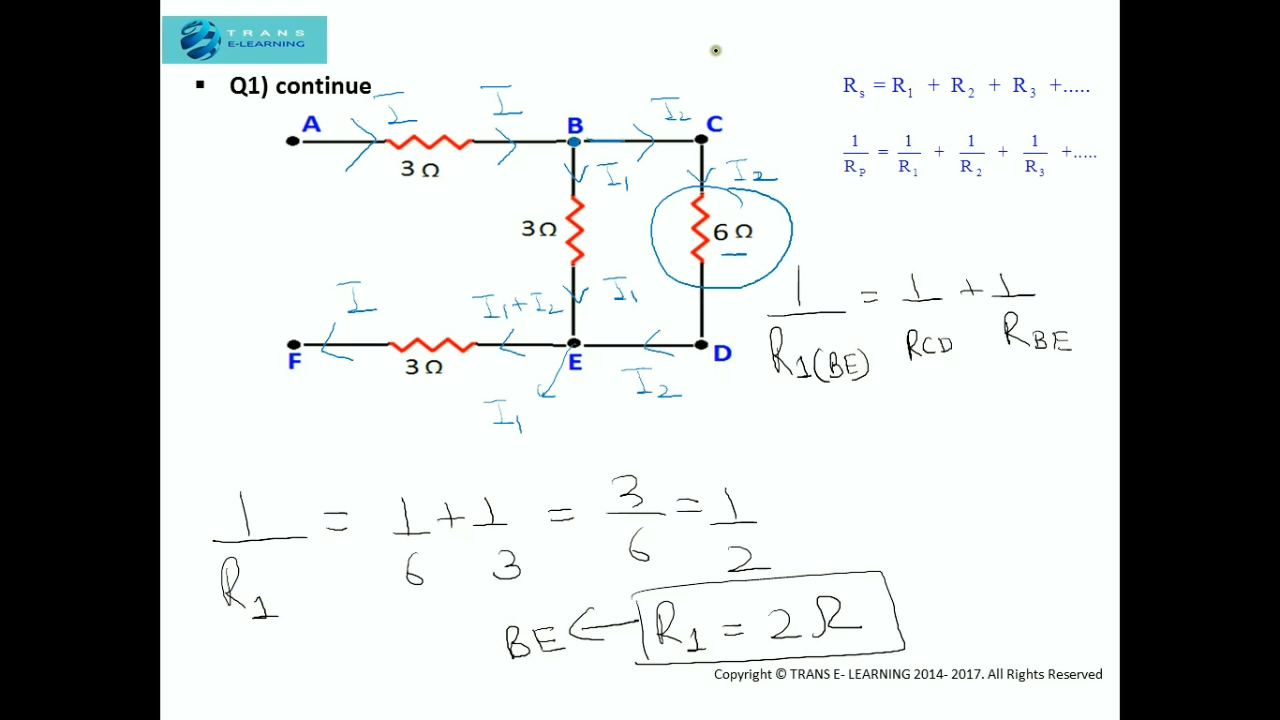 TRANS
E-LEARNING
▪ Q1) continue
Rs = R1 + R2 + R3 +.....
1/RP = 1/R1 + 1/R2 + 1/R3 +.....
I I I2
A B C
3 Ω
I1 I2
3Ω 6 Ω
I I1+I2 I1
1/R1(BE) = 1/RCD + 1/RBE
F E D
3 Ω
I1 I2
1/R1 = 1/6 + 1/3 = 3/6 = 1/2
BE ← R1 = 2Ω
Copyright © TRANS E- LEARNING 2014- 2017. All Rights Reserved